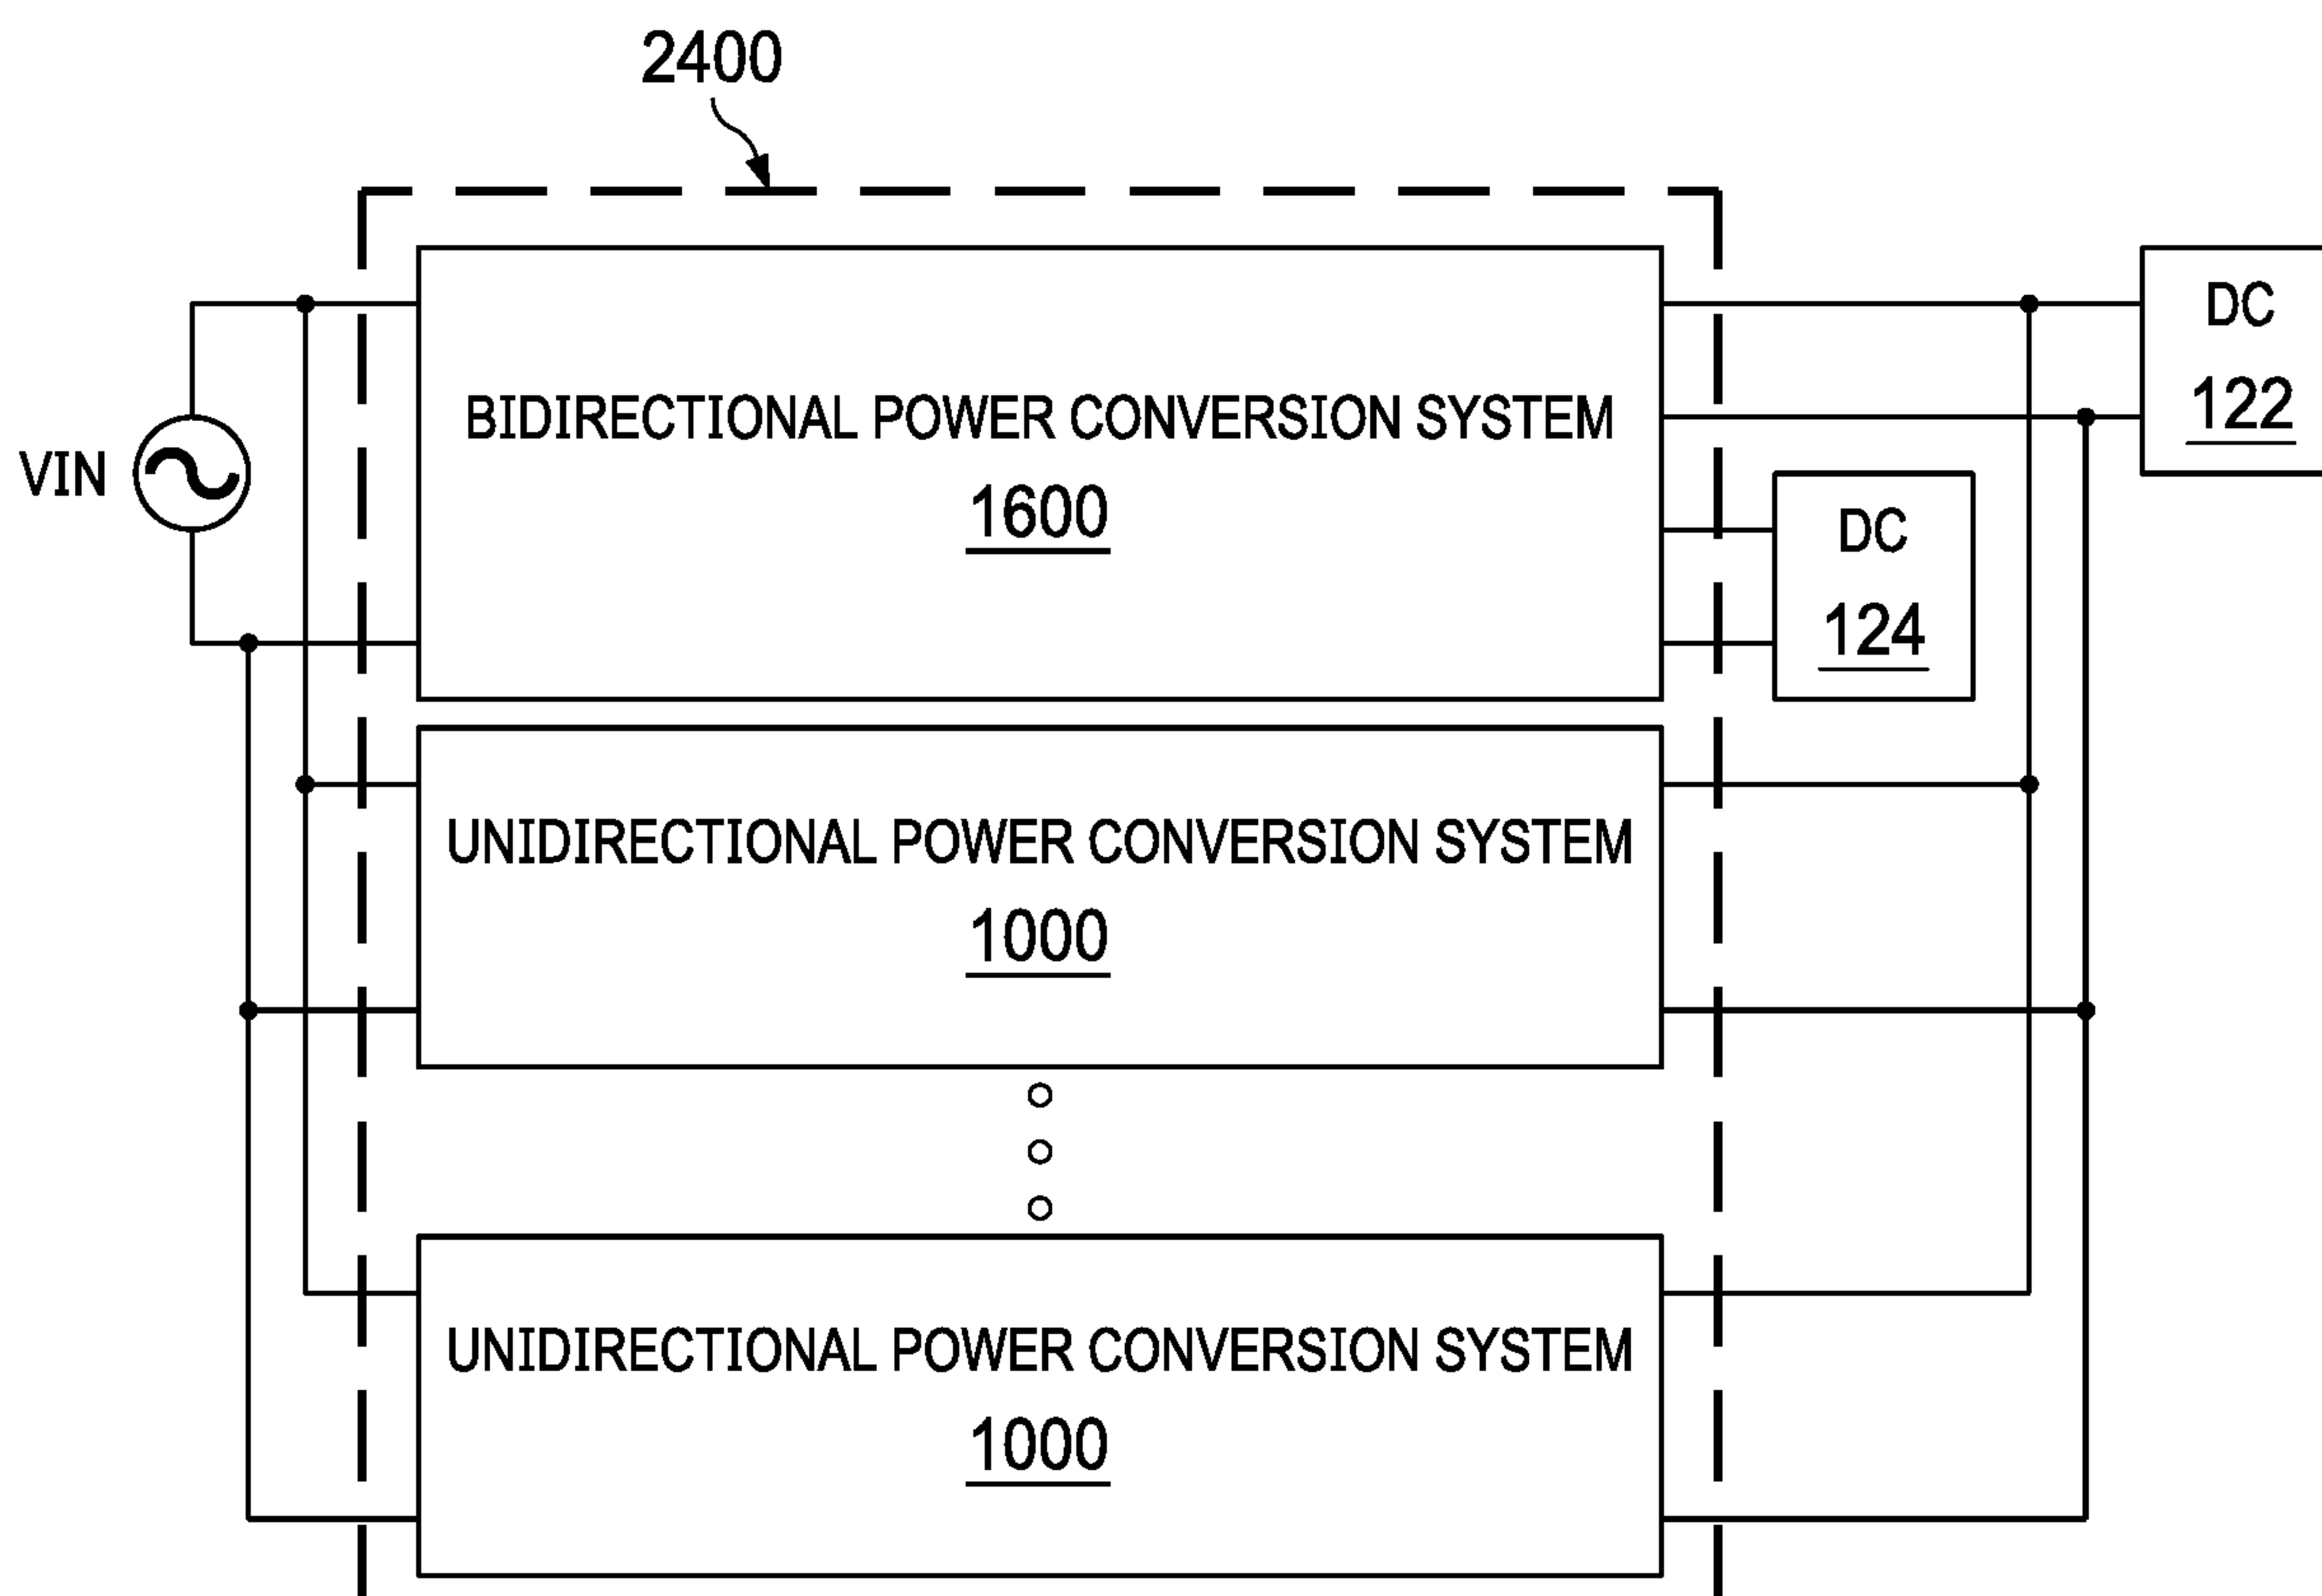 2400
VIN
BIDIRECTIONAL POWER CONVERSION SYSTEM
1600
DC
122
DC
124
UNIDIRECTIONAL POWER CONVERSION SYSTEM
1000
UNIDIRECTIONAL POWER CONVERSION SYSTEM
1000